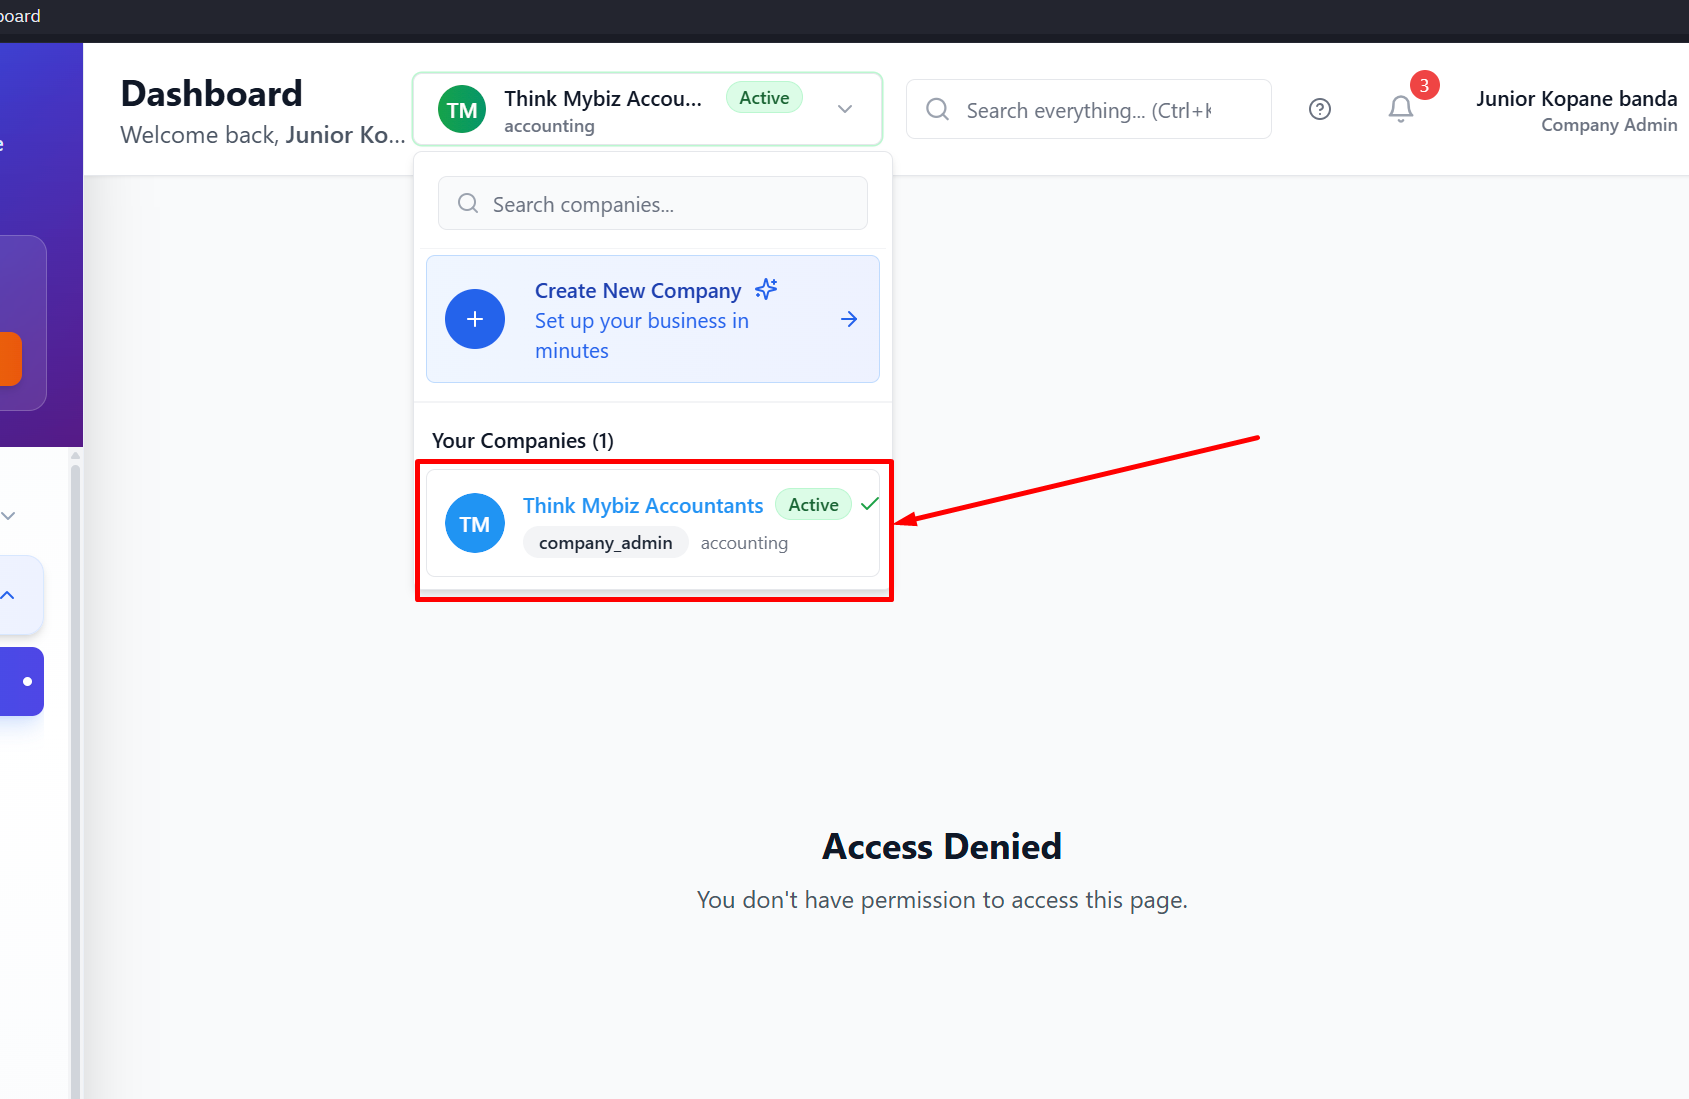 board
Dashboard
Welcome back, Junior Ko...
TM
Think Mybiz Accou...
Active
accounting
Search everything... (Ctrl+K
3
Junior Kopane banda
Company Admin
Search companies...
Create New Company
Set up your business in
minutes
Your Companies (1)
TM
Think Mybiz Accountants
Active
company_admin
accounting
Access Denied
You don't have permission to access this page.